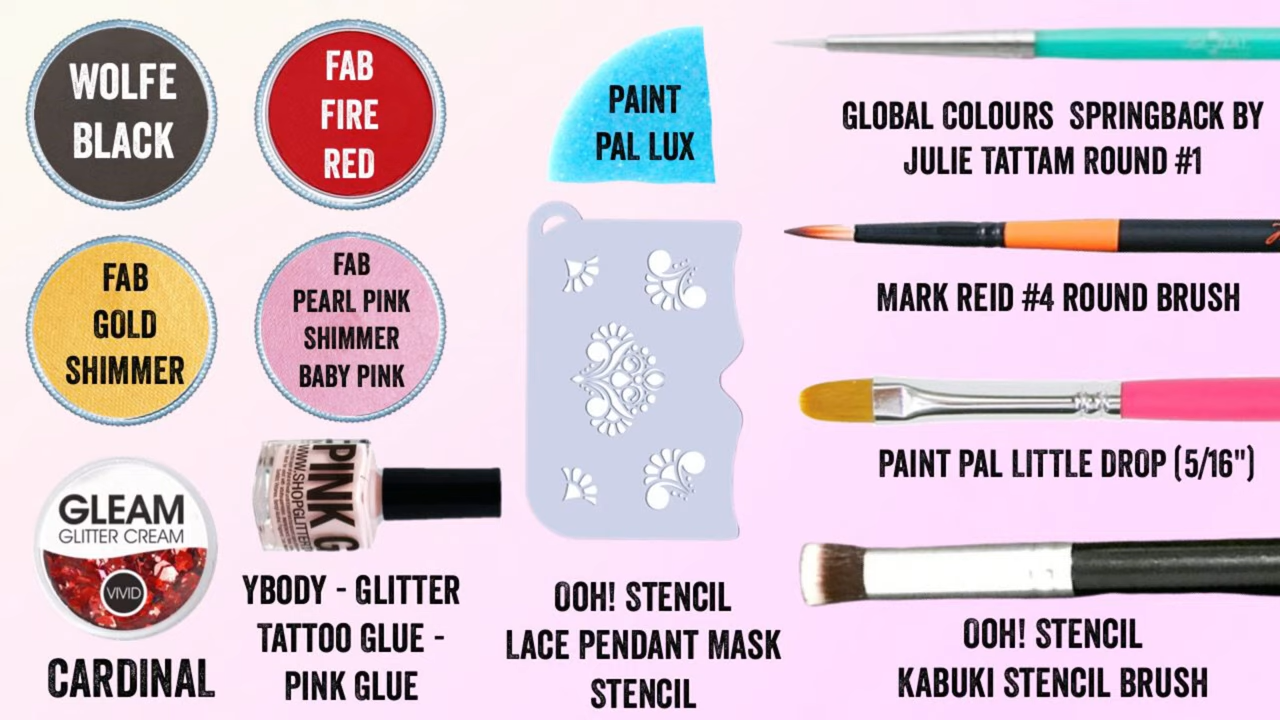 WOLFE
BLACK
FAB
FIRE
RED
FAB
GOLD
SHIMMER
FAB
PEARL PINK
SHIMMER
BABY PINK
GLEAM
GLITTER CREAM
VIVID
CARDINAL
PINK G
YBODY - GLITTER
TATTOO GLUE -
PINK GLUE
PAINT
PAL LUX
OOH! STENCIL
LACE PENDANT MASK
STENCIL
GLOBAL COLOURS SPRINGBACK BY
JULIE TATTAM ROUND #1
MARK REID #4 ROUND BRUSH
PAINT PAL LITTLE DROP (5/16")
OOH! STENCIL
KABUKI STENCIL BRUSH